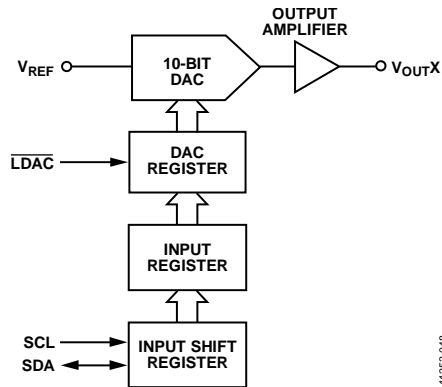 OUTPUT
AMPLIFIER
VREF
10-BIT
DAC
VOUTX
LDAC
DAC
REGISTER
INPUT
REGISTER
SCL
SDA
INPUT SHIFT
REGISTER